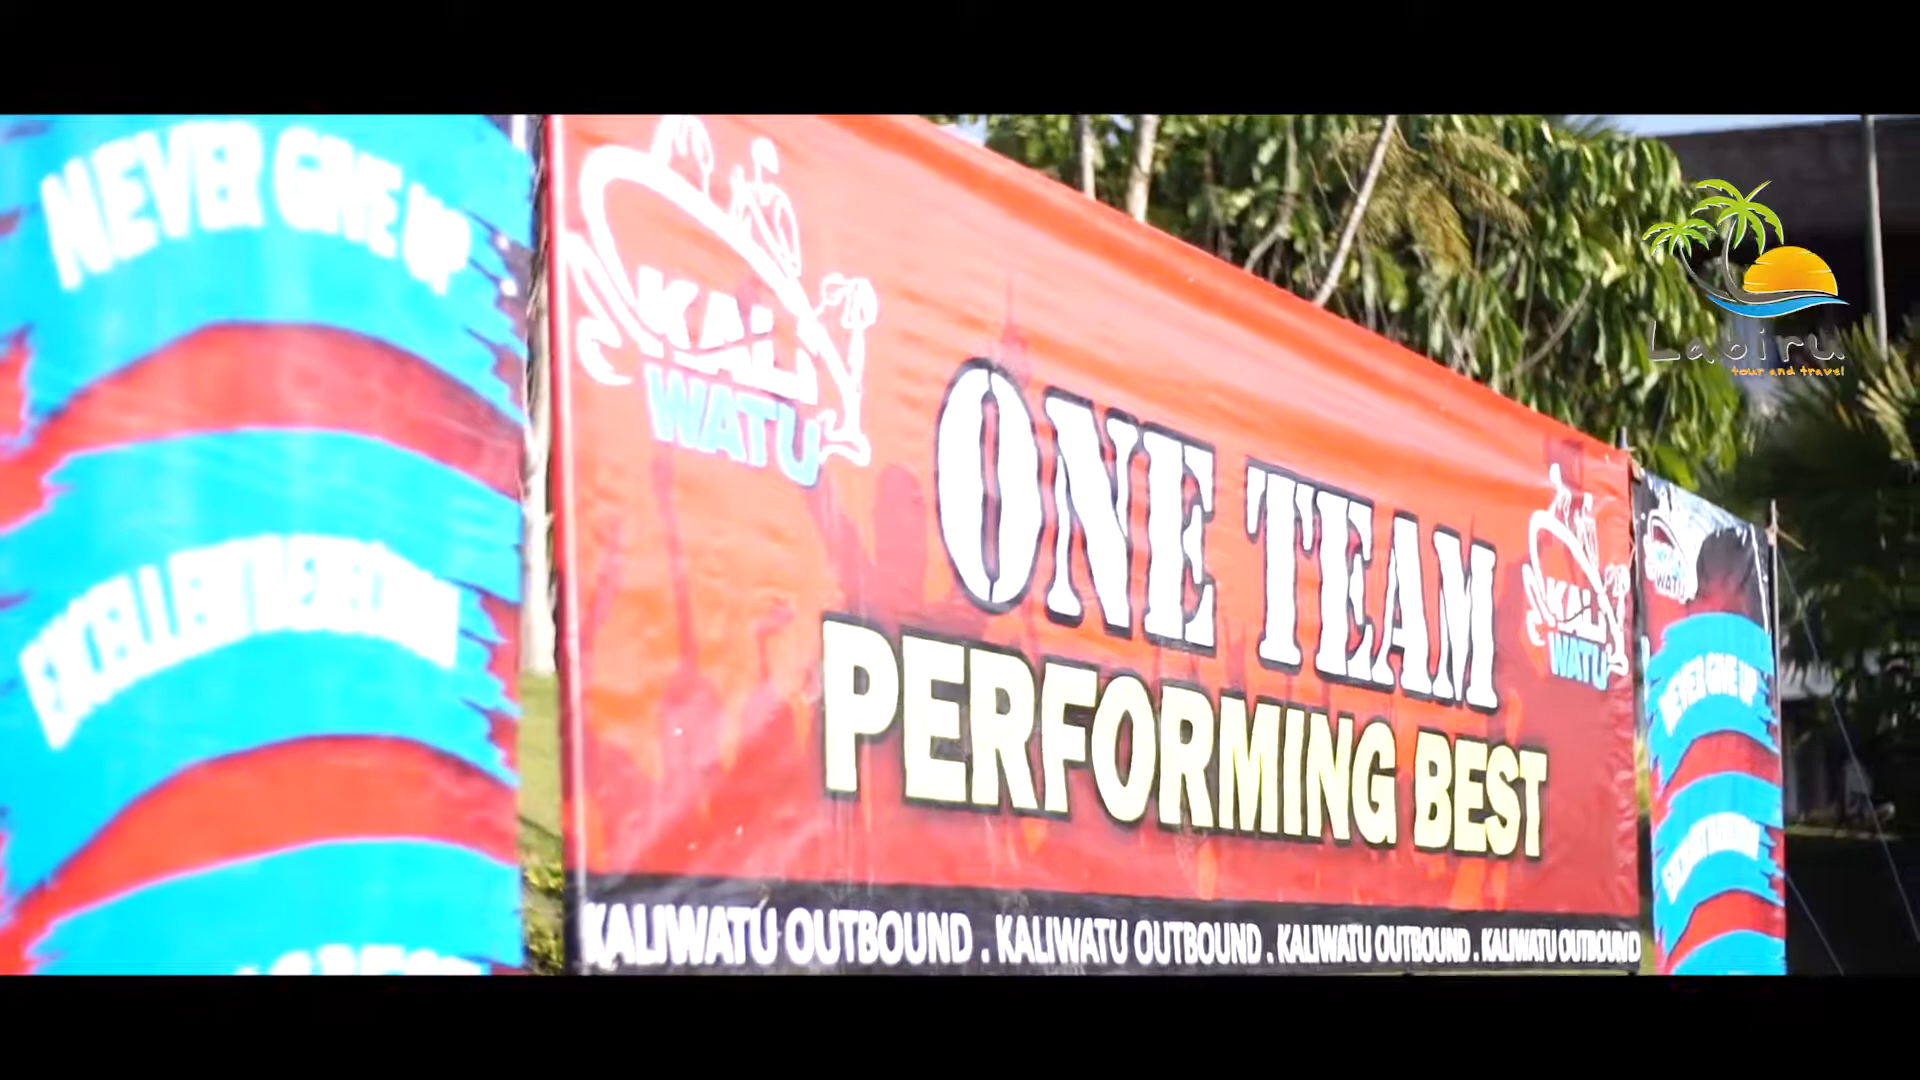 NEVER GIVE UP
KALI
WATU
ONE TEAM
PERFORMING BEST
KALI
WATU
KALIWATU OUTBOUND . KALIWATU OUTBOUND . KALIWATU OUTBOUND . KALIWATU OUTBOUND
WATU
NEVER GIVE UP
Labiru
tour and travel